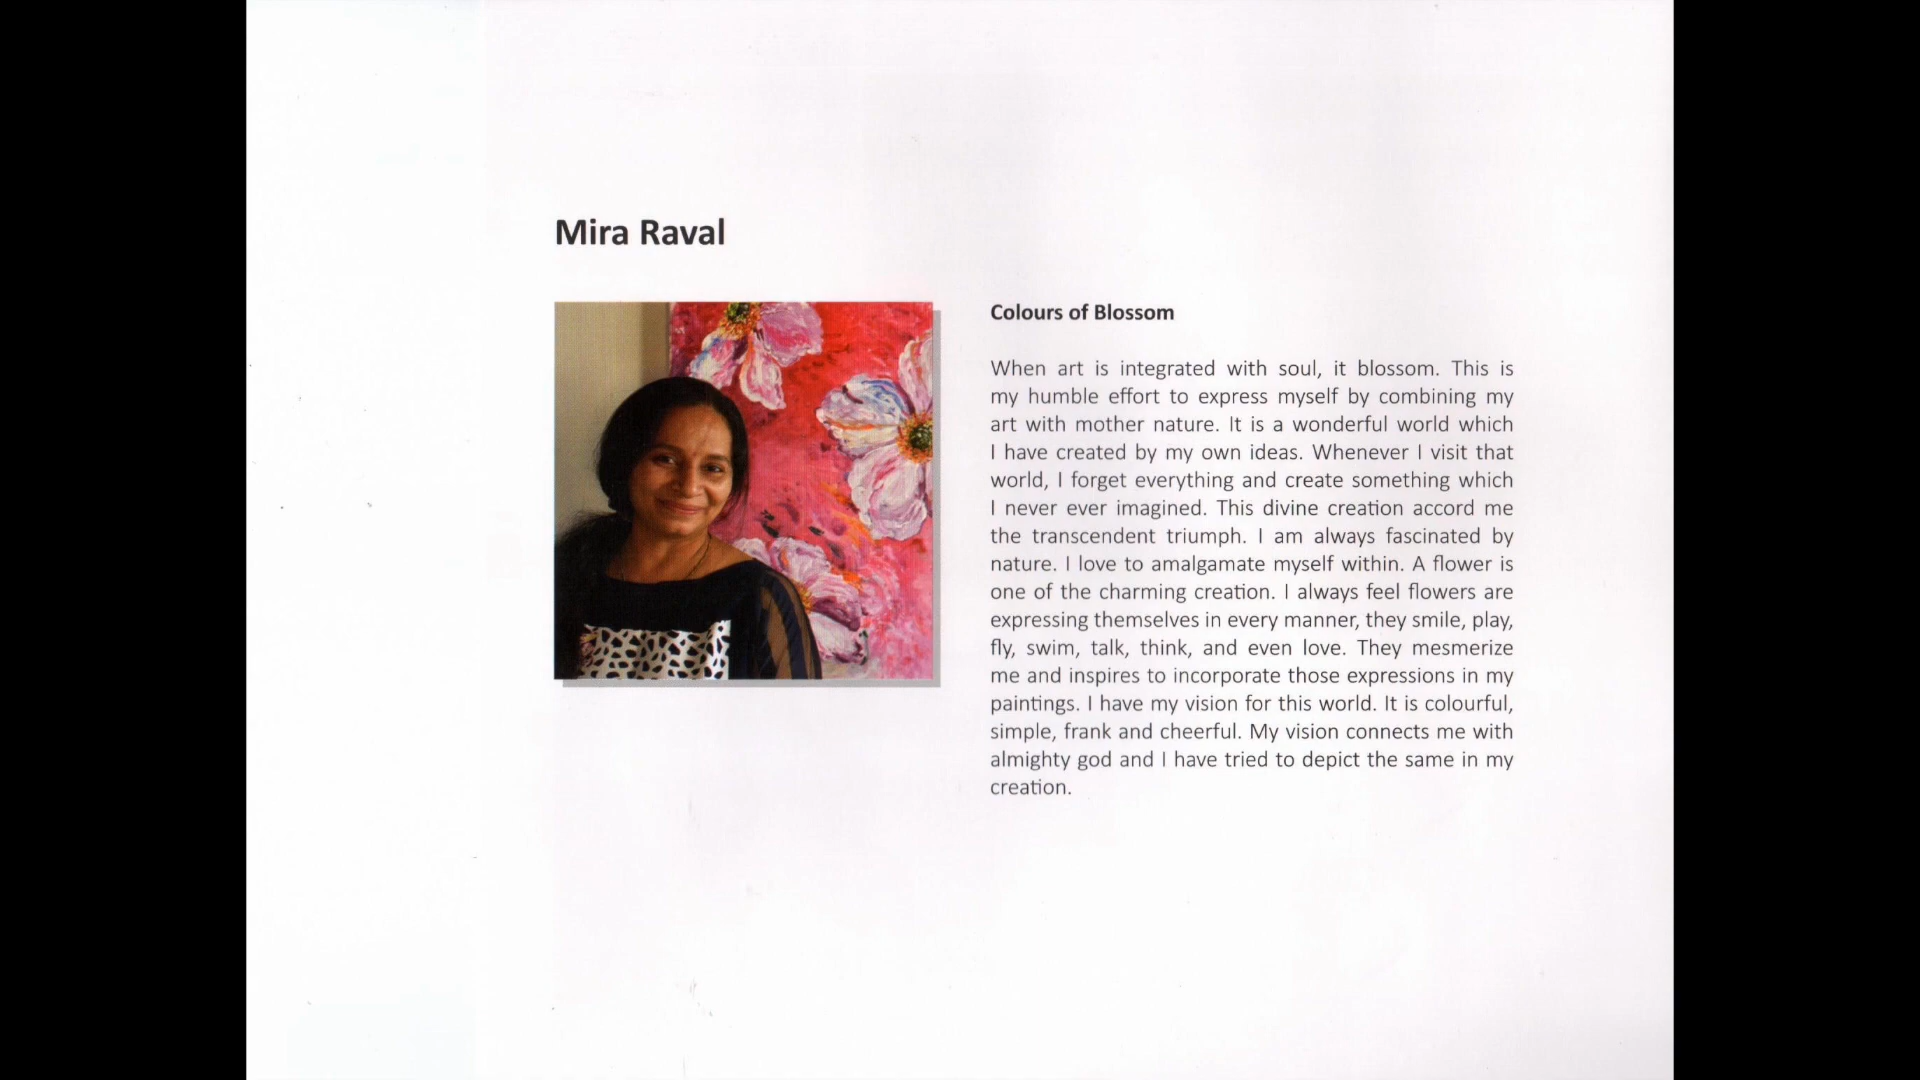 Mira Raval
Colours of Blossom
When art is integrated with soul, it blossom. This is
my humble effort to express myself by combining my
art with mother nature. It is a wonderful world which
I have created by my own ideas. Whenever I visit that
world, I forget everything and create something which
I never ever imagined. This divine creation accord me
the transcendent triumph. I am always fascinated by
nature. I love to amalgamate myself within. A flower is
one of the charming creation. I always feel flowers are
expressing themselves in every manner, they smile, play,
fly, swim, talk, think, and even love. They mesmerize
me and inspires to incorporate those expressions in my
paintings. I have my vision for this world. It is colourful,
simple, frank and cheerful. My vision connects me with
almighty god and I have tried to depict the same in my
creation.